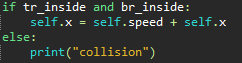 if tr_inside and br_inside:
    self.x = self.speed + self.x
else:
    print("collision")